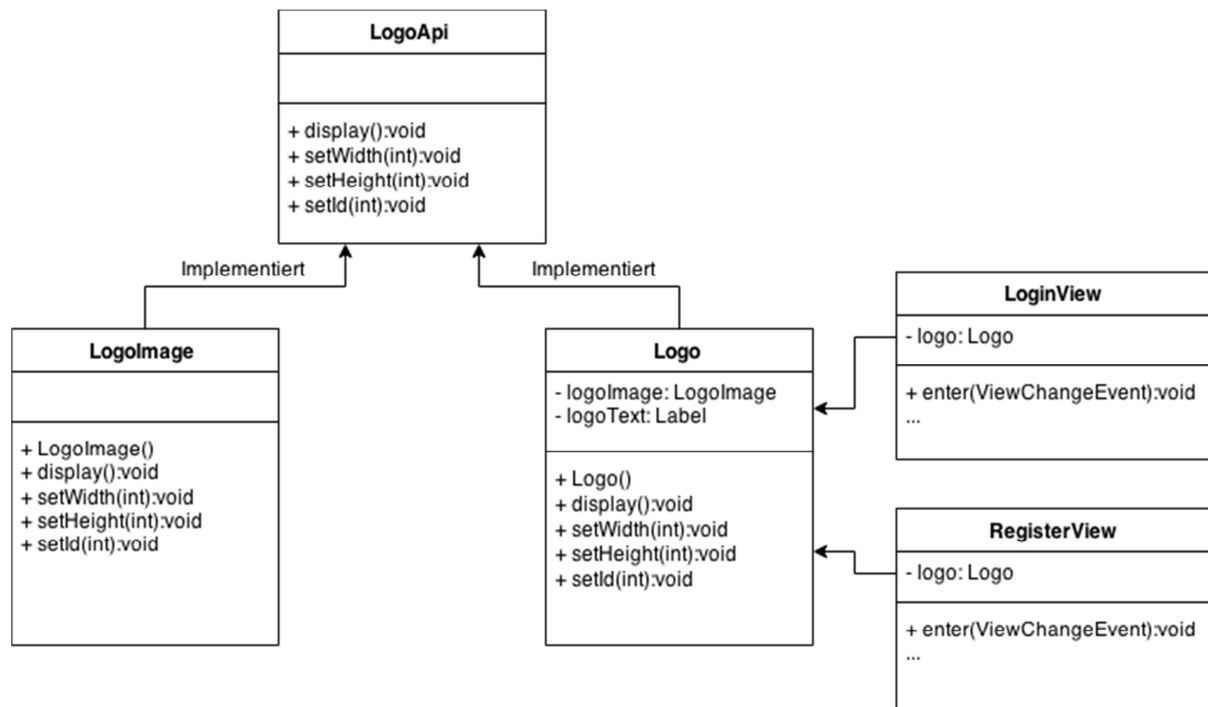 LogoApi
+ display():void
+ setWidth(int):void
+ setHeight(int):void
+ setId(int):void
Implementiert
Implementiert
LogoImage
+ LogoImage()
+ display():void
+ setWidth(int):void
+ setHeight(int):void
+ setId(int):void
Logo
- logoImage: LogoImage
- logoText: Label
+ Logo()
+ display():void
+ setWidth(int):void
+ setHeight(int):void
+ setId(int):void
LoginView
- logo: Logo
+ enter(ViewChangeEvent):void
...
RegisterView
- logo: Logo
+ enter(ViewChangeEvent):void
...